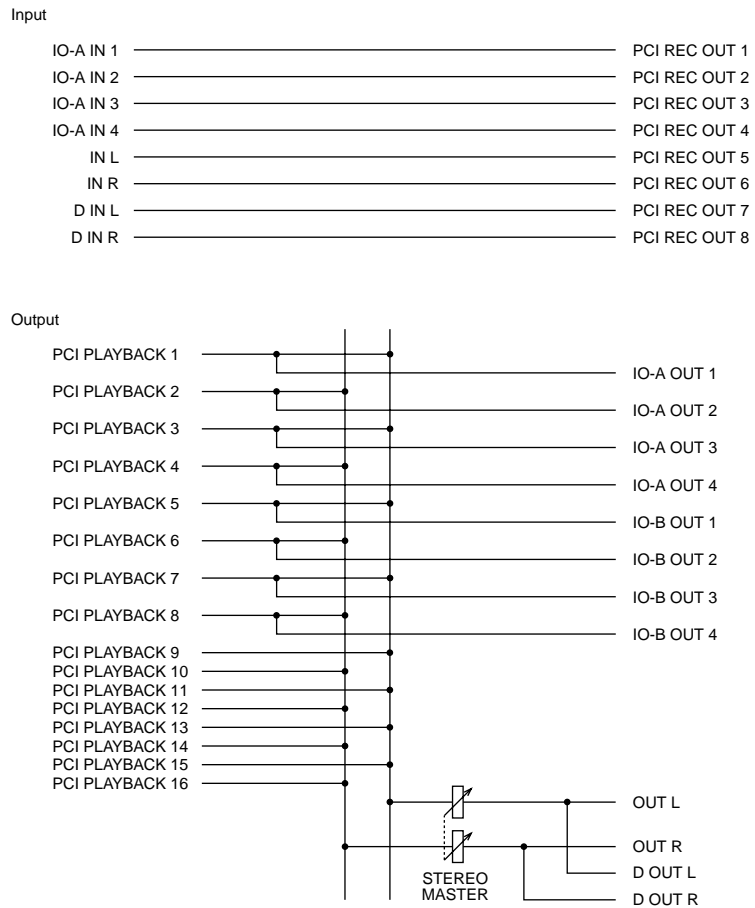 Input
IO-A IN 1 PCI REC OUT 1
IO-A IN 2 PCI REC OUT 2
IO-A IN 3 PCI REC OUT 3
IO-A IN 4 PCI REC OUT 4
IN L PCI REC OUT 5
IN R PCI REC OUT 6
D IN L PCI REC OUT 7
D IN R PCI REC OUT 8
Output
PCI PLAYBACK 1
IO-A OUT 1
PCI PLAYBACK 2
IO-A OUT 2
PCI PLAYBACK 3
IO-A OUT 3
PCI PLAYBACK 4
IO-A OUT 4
PCI PLAYBACK 5
IO-B OUT 1
PCI PLAYBACK 6
IO-B OUT 2
PCI PLAYBACK 7
IO-B OUT 3
PCI PLAYBACK 8
IO-B OUT 4
PCI PLAYBACK 9
PCI PLAYBACK 10
PCI PLAYBACK 11
PCI PLAYBACK 12
PCI PLAYBACK 13
PCI PLAYBACK 14
PCI PLAYBACK 15
PCI PLAYBACK 16
OUT L
OUT R
D OUT L
STEREO
MASTER
D OUT R